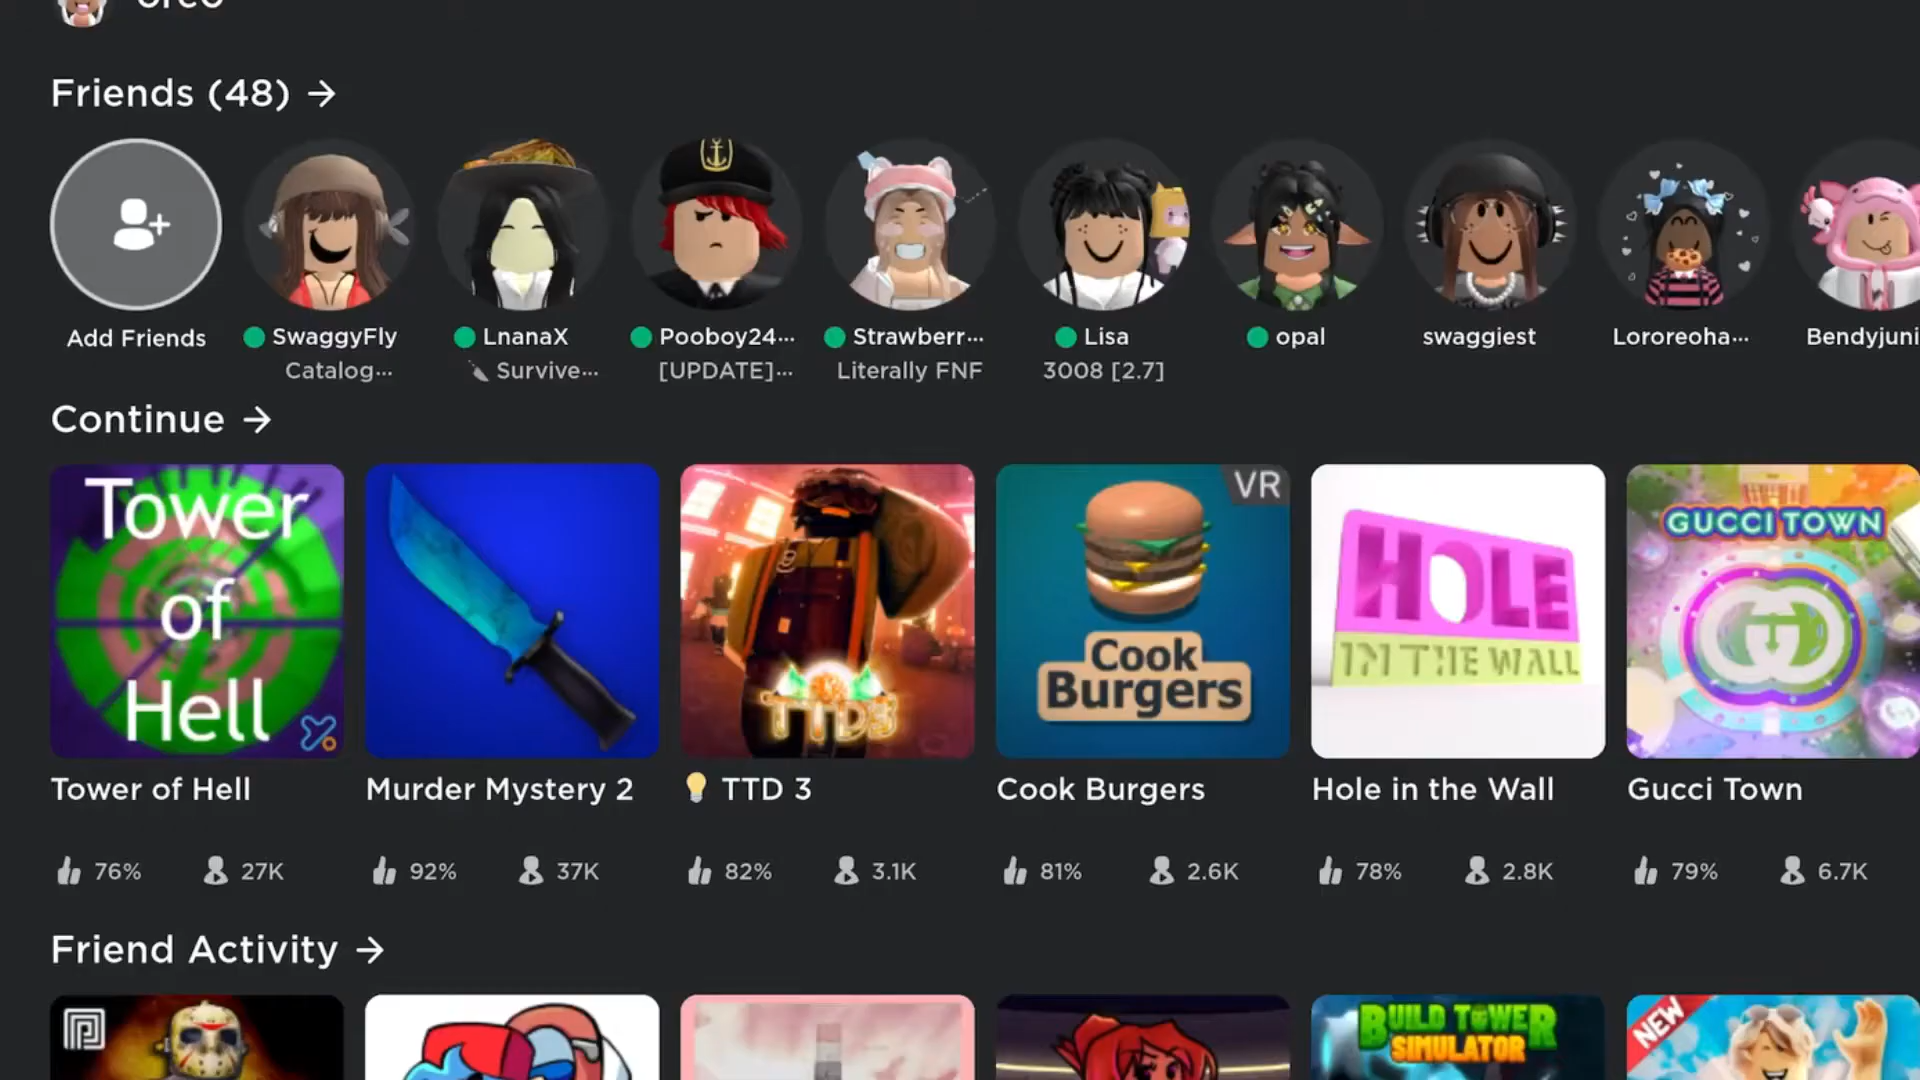 oreo
Friends (48) →
Add Friends
SwaggyFly
LnanaX
Pooboy24...
Strawberr...
Lisa
opal
swaggiest
Lororeoha...
Bendyjuni
Catalog...
Survive...
[UPDATE]...
Literally FNF
3008 [2.7]
Continue →
Tower
of
Hell
TTD3
VR
Cook
Burgers
HOLE
IN THE WALL
GUCCI TOWN
Tower of Hell
Murder Mystery 2
TTD 3
Cook Burgers
Hole in the Wall
Gucci Town
76% 27K
92% 37K
82% 3.1K
81% 2.6K
78% 2.8K
79% 6.7K
Friend Activity →
BUILD TOWER
SIMULATOR
NEW